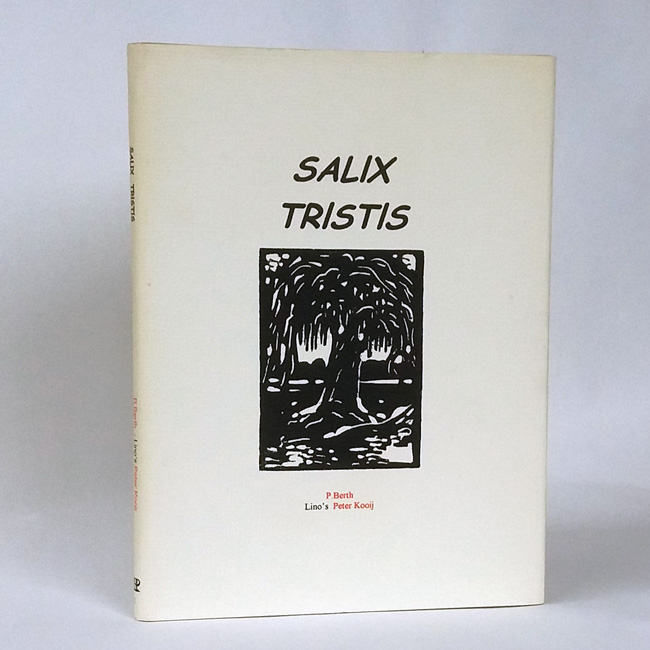 SALIX
TRISTIS
P.Berth
Lino's Peter Kooij
SALIX TRISTIS
P.Berth Lino's Peter Kooij